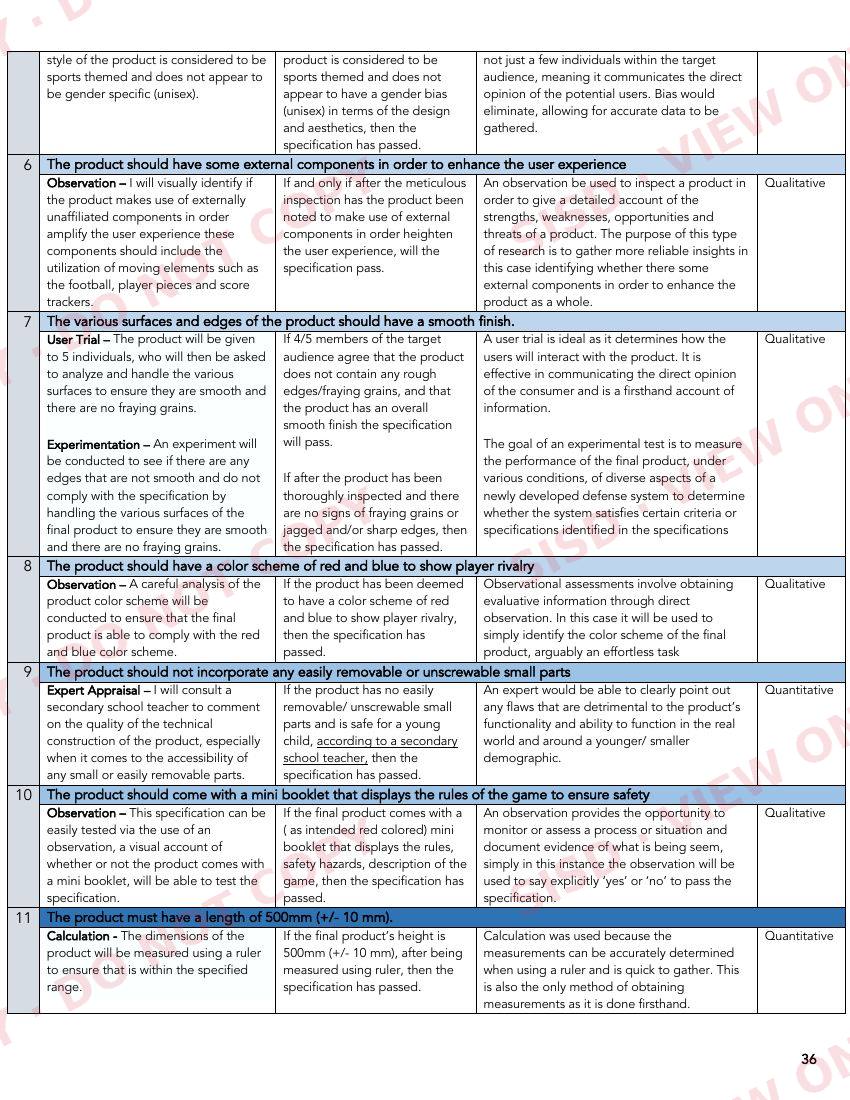 style of the product is considered to be
sports themed and does not appear to
be gender specific (unisex).
product is considered to be
sports themed and does not
appear to have a gender bias
(unisex) in terms of the design
and aesthetics, then the
specification has passed.
not just a few individuals within the target
audience, meaning it communicates the direct
opinion of the potential users. Bias would
eliminate, allowing for accurate data to be
gathered.
6 The product should have some external components in order to enhance the user experience
Observation – I will visually identify if
the product makes use of externally
unaffiliated components in order
amplify the user experience these
components should include the
utilization of moving elements such as
the football, player pieces and score
trackers.
If and only if after the meticulous
inspection has the product been
noted to make use of external
components in order heighten
the user experience, will the
specification pass.
An observation be used to inspect a product in
order to give a detailed account of the
strengths, weaknesses, opportunities and
threats of a product. The purpose of this type
of research is to gather more reliable insights in
this case identifying whether there some
external components in order to enhance the
product as a whole.
Qualitative
7 The various surfaces and edges of the product should have a smooth finish.
User Trial – The product will be given
to 5 individuals, who will then be asked
to analyze and handle the various
surfaces to ensure they are smooth and
there are no fraying grains.
Experimentation – An experiment will
be conducted to see if there are any
edges that are not smooth and do not
comply with the specification by
handling the various surfaces of the
final product to ensure they are smooth
and there are no fraying grains.
If 4/5 members of the target
audience agree that the product
does not contain any rough
edges/fraying grains, and that
the product has an overall
smooth finish the specification
will pass.
If after the product has been
thoroughly inspected and there
are no signs of fraying grains or
jagged and/or sharp edges, then
the specification has passed.
A user trial is ideal as it determines how the
users will interact with the product. It is
effective in communicating the direct opinion
of the consumer and is a firsthand account of
information.
The goal of an experimental test is to measure
the performance of the final product, under
various conditions, of diverse aspects of a
newly developed defense system to determine
whether the system satisfies certain criteria or
specifications identified in the specifications
Qualitative
8 The product should have a color scheme of red and blue to show player rivalry
Observation – A careful analysis of the
product color scheme will be
conducted to ensure that the final
product is able to comply with the red
and blue color scheme.
If the product has been deemed
to have a color scheme of red
and blue to show player rivalry,
then the specification has
passed.
Observational assessments involve obtaining
evaluative information through direct
observation. In this case it will be used to
simply identify the color scheme of the final
product, arguably an effortless task
Qualitative
9 The product should not incorporate any easily removable or unscrewable small parts
Expert Appraisal – I will consult a
secondary school teacher to comment
on the quality of the technical
construction of the product, especially
when it comes to the accessibility of
any small or easily removable parts.
If the product has no easily
removable/ unscrewable small
parts and is safe for a young
child, according to a secondary
school teacher, then the
specification has passed.
An expert would be able to clearly point out
any flaws that are detrimental to the product's
functionality and ability to function in the real
world and around a younger/ smaller
demographic.
Quantitative
10 The product should come with a mini booklet that displays the rules of the game to ensure safety
Observation – This specification can be
easily tested via the use of an
observation, a visual account of
whether or not the product comes with
a mini booklet, will be able to test the
specification.
If the final product comes with a
( as intended red colored) mini
booklet that displays the rules,
safety hazards, description of the
game, then the specification has
passed.
An observation provides the opportunity to
monitor or assess a process or situation and
document evidence of what is being seem,
simply in this instance the observation will be
used to say explicitly 'yes' or 'no' to pass the
specification.
Qualitative
11 The product must have a length of 500mm (+/- 10 mm).
Calculation - The dimensions of the
product will be measured using a ruler
to ensure that is within the specified
range.
If the final product's height is
500mm (+/- 10 mm), after being
measured using ruler, then the
specification has passed.
Calculation was used because the
measurements can be accurately determined
when using a ruler and is quick to gather. This
is also the only method of obtaining
measurements as it is done firsthand.
Quantitative
36
DO NOT COPY
SISD · VIEW ON
DO NOT COPY
SISD · VIEW ON
DO NOT COPY
SISD · VIEW ON